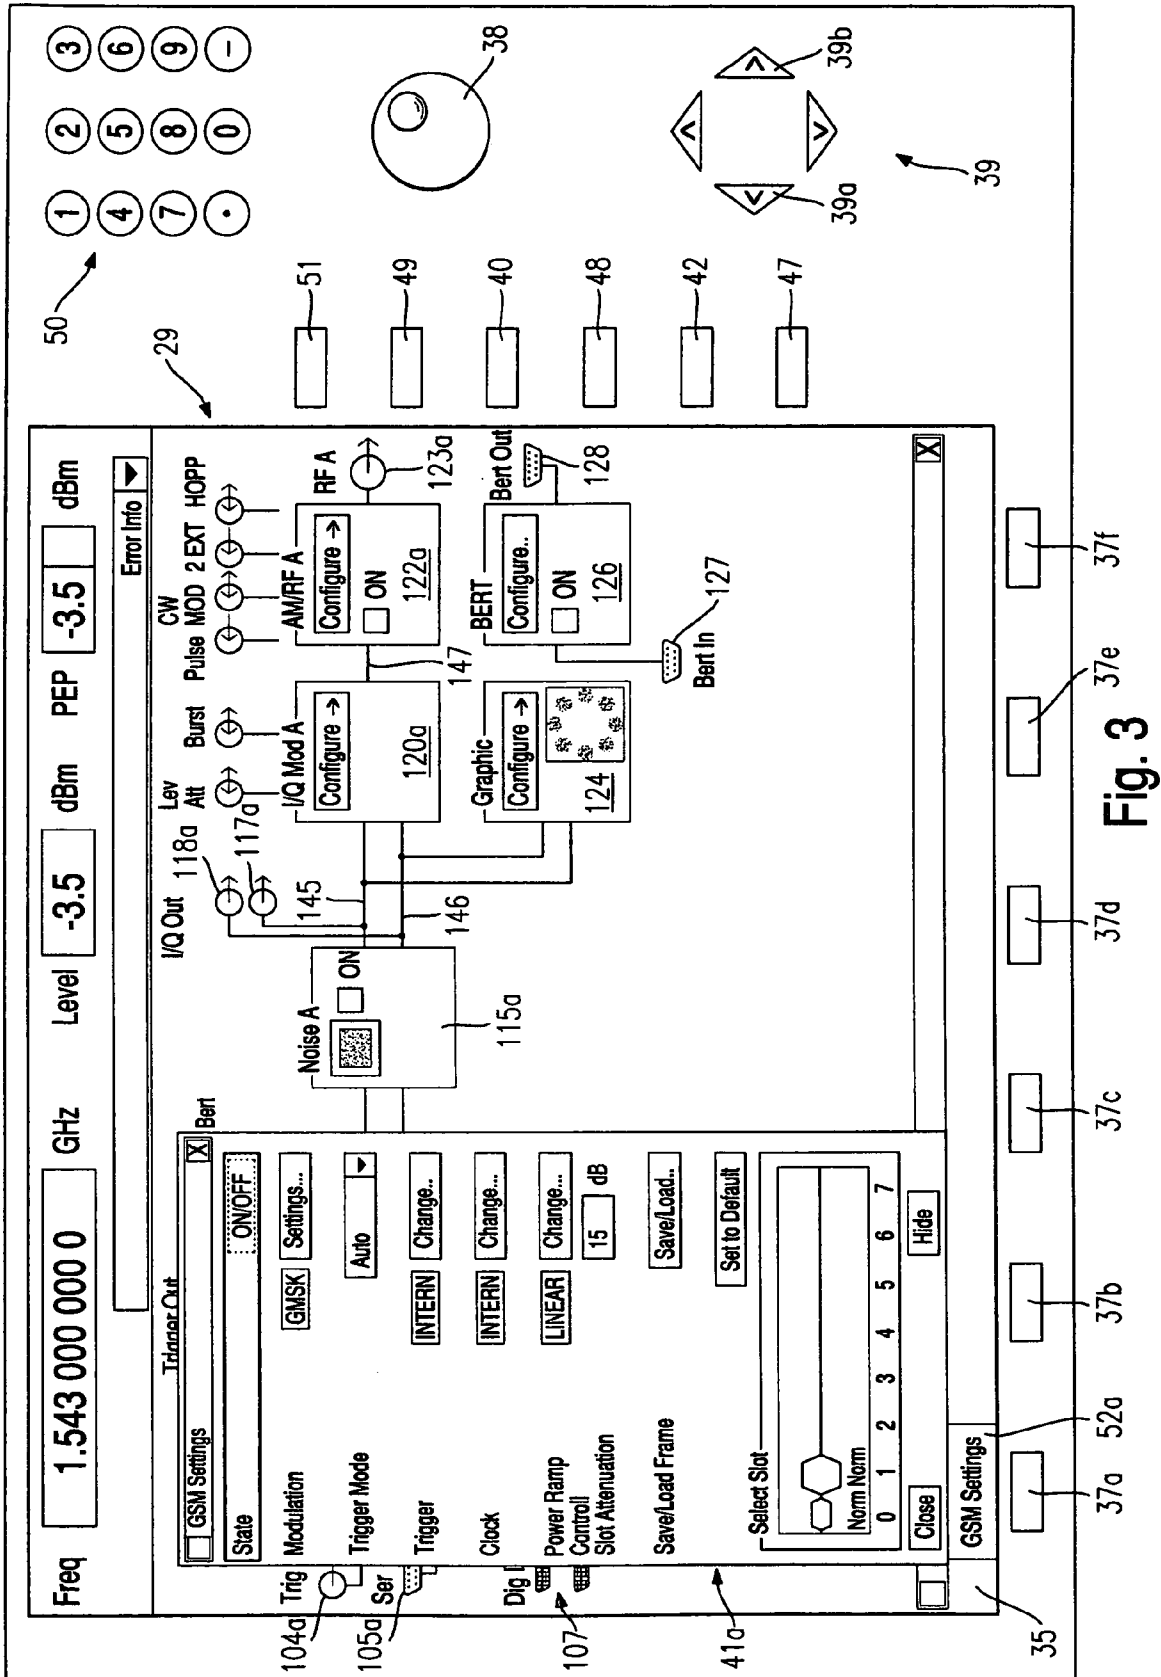 Freq 1.543 000 000 0 GHz Level -3.5 dBm PEP -3.5 dBm
Error Info
50
1 2 3
4 5 6
7 8 9
. 0 -
29
Trigger Out
I/Q Out
118a
117a
Lev
Att
Burst
CW
Pulse MOD 2 EXT HOPP
104a
Trig
105a
Ser
Dig I
107
41a
35
GSM Settings X
Bert
State ON/OFF
Modulation GMSK Settings...
Trigger Mode Auto
Trigger INTERN Change..
Clock INTERN Change...
Power Ramp
Controll LINEAR Change...
Slot Attenuation 15 dB
Save/Load Frame Save/Load..
Set to Default
Select Slot
Norm Norm
0 1 2 3 4 5 6 7
Close Hide
GSM Settings
52a
Noise A
ON
115a
145
146
I/Q Mod A
Configure →
120a
147
AM/RF A
Configure →
ON
122a
RF A
123a
Graphic
Configure →
124
BERT
Configure..
ON
126
Bert Out
128
Bert In
127
X
51
49
40
48
42
47
38
39a
39b
39
37a
37b
37c
37d
37e
37f
Fig. 3